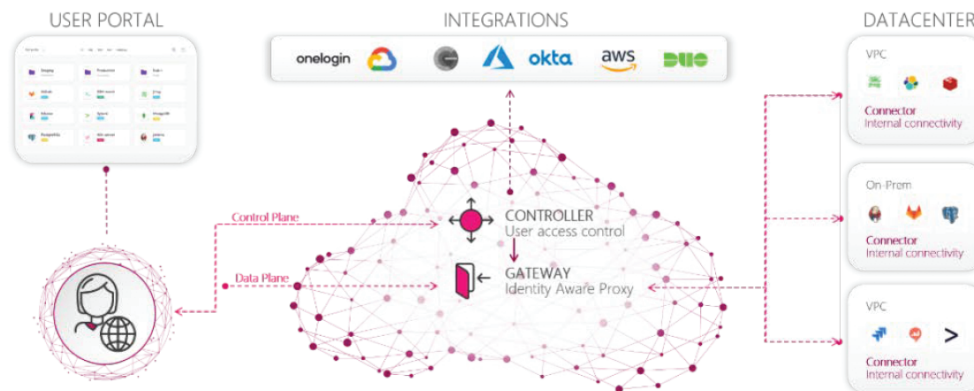 USER PORTAL
INTEGRATIONS
DATACENTER
onelogin
okta
aws
DUO
VPC
Connector
Internal connectivity
On-Prem
Connector
Internal connectivity
VPC
Connector
Internal connectivity
Control Plane
CONTROLLER
User access control
Data Plane
GATEWAY
Identity Aware Proxy